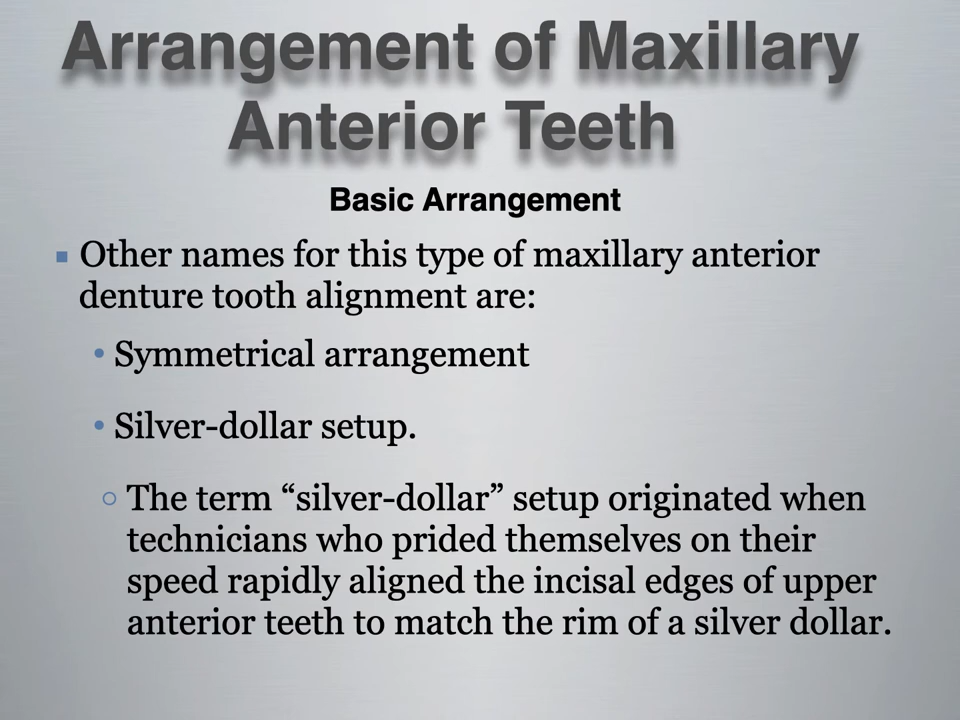 Arrangement of Maxillary
Anterior Teeth
Basic Arrangement
▪ Other names for this type of maxillary anterior
denture tooth alignment are:
• Symmetrical arrangement
• Silver-dollar setup.
○ The term “silver-dollar” setup originated when
technicians who prided themselves on their
speed rapidly aligned the incisal edges of upper
anterior teeth to match the rim of a silver dollar.